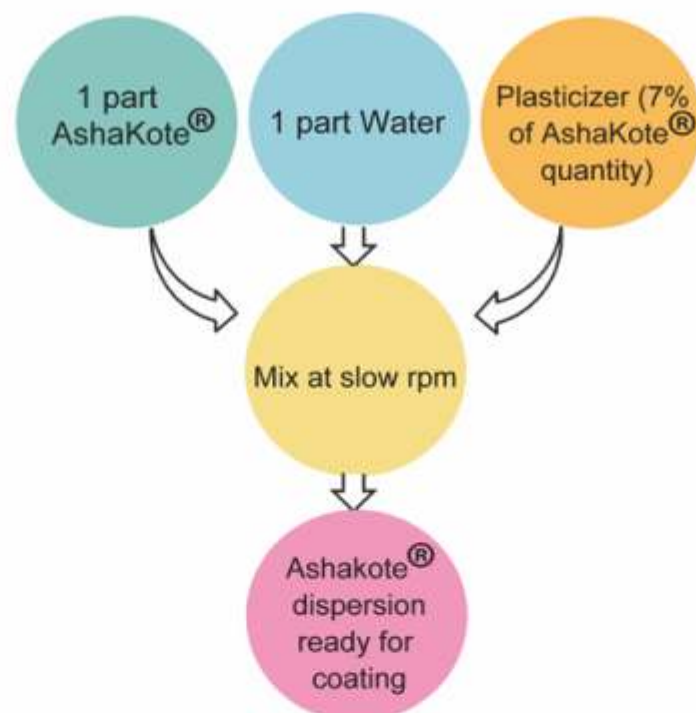 1 part
AshaKote®
1 part Water
Plasticizer (7%
of AshaKote®
quantity)
Mix at slow rpm
Ashakote®
dispersion
ready for
coating